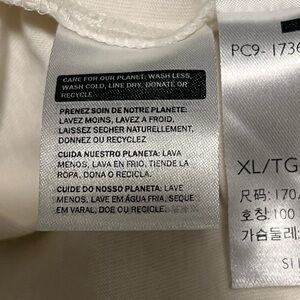 CARE FOR OUR PLANET: WASH LESS,
WASH COLD, LINE DRY, DONATE OR
RECYCLE
PRENEZ SOIN DE NOTRE PLANETE:
LAVEZ MOINS, LAVEZ A FROID,
LAISSEZ SECHER NATURELLEMENT,
DONNEZ OU RECYCLEZ
CUIDA NUESTRO PLANETA: LAVA
MENOS, LAVA EN FRIO, TIENDE LA
ROPA, DONA O RECICLA.
CUIDE DO NOSSO PLANETA: LAVE
MENOS, LAVE EM ÁGUA FRIA, SEQUE
EM VARAL, DOE OU RECICLE.
PC9- 1736
XL/TG
尺码: 170/
호칭: 100
가슴둘레: